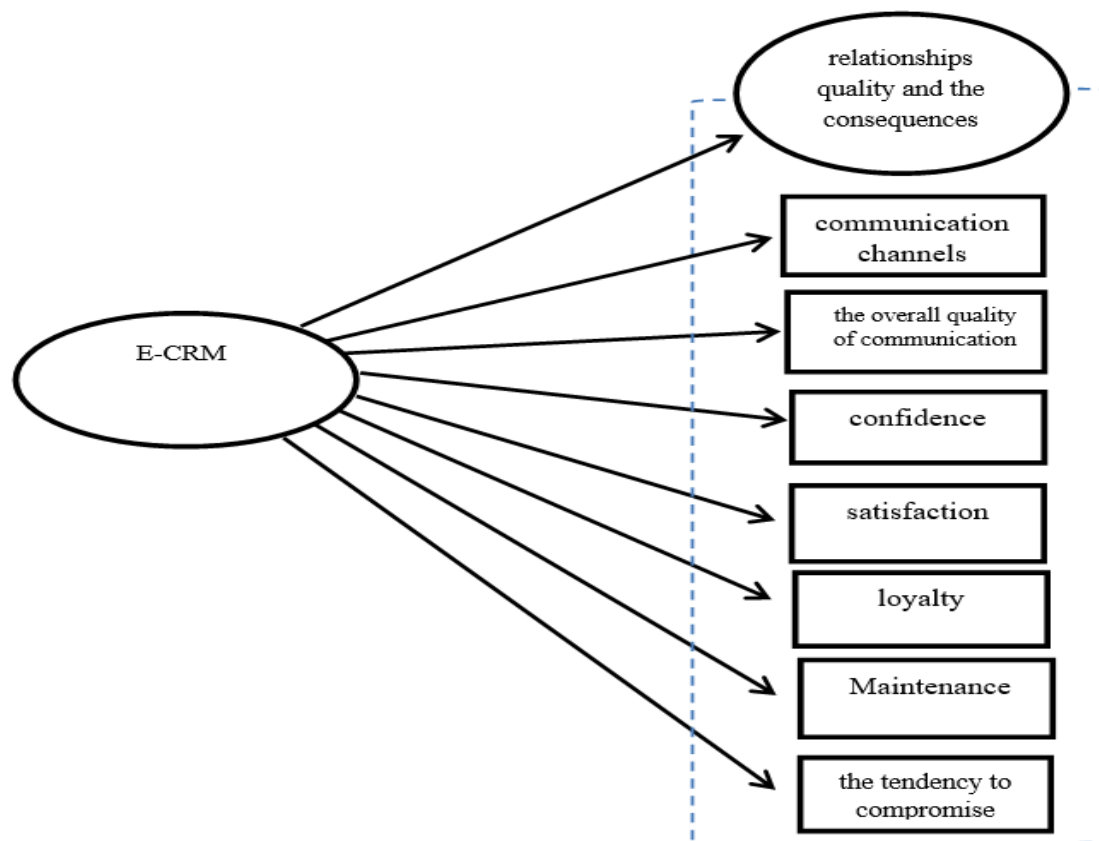 relationships
quality and the
consequences
communication
channels
the overall quality
of communication
E-CRM
confidence
satisfaction
loyalty
Maintenance
the tendency to
compromise